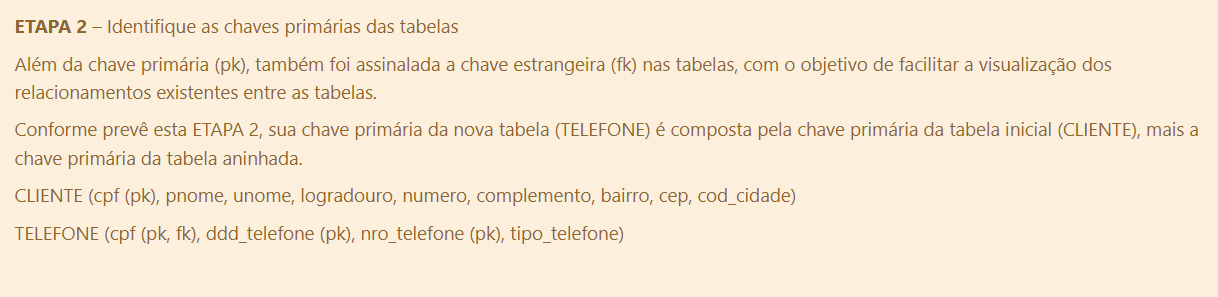 ETAPA 2 – Identifique as chaves primárias das tabelas
Além da chave primária (pk), também foi assinalada a chave estrangeira (fk) nas tabelas, com o objetivo de facilitar a visualização dos
relacionamentos existentes entre as tabelas.
Conforme prevê esta ETAPA 2, sua chave primária da nova tabela (TELEFONE) é composta pela chave primária da tabela inicial (CLIENTE), mais a
chave primária da tabela aninhada.
CLIENTE (cpf (pk), pnome, unome, logradouro, numero, complemento, bairro, cep, cod_cidade)
TELEFONE (cpf (pk, fk), ddd_telefone (pk), nro_telefone (pk), tipo_telefone)